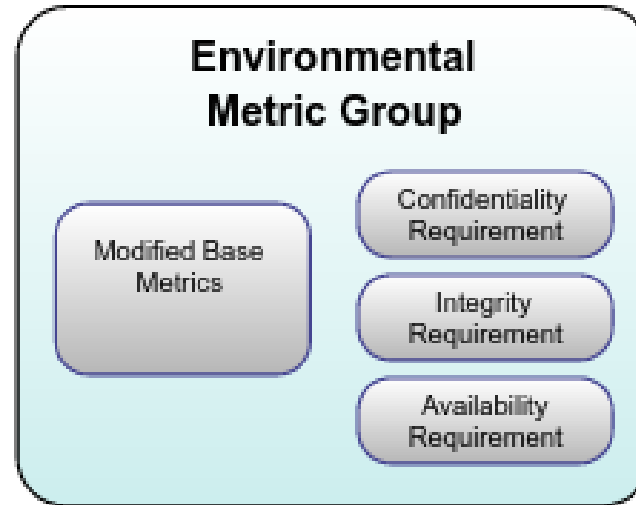 Environmental
Metric Group
Modified Base
Metrics
Confidentiality
Requirement
Integrity
Requirement
Availability
Requirement